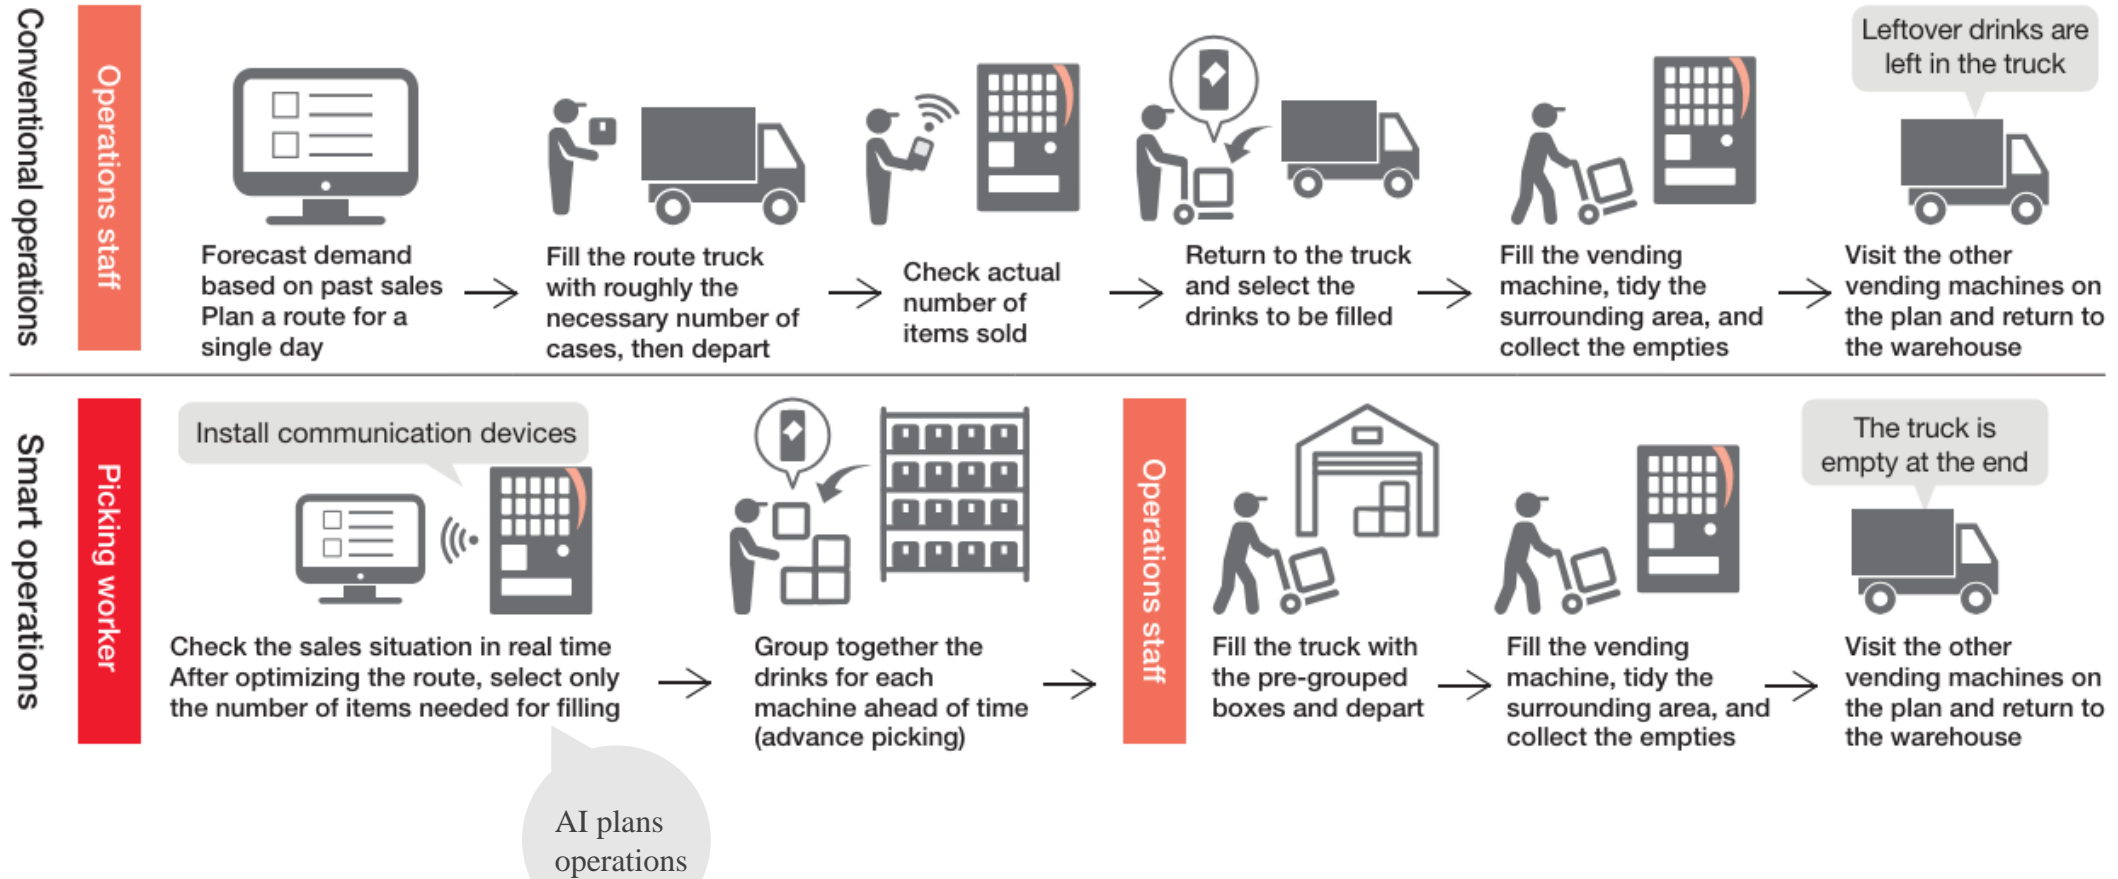 Conventional operations
Operations staff
Leftover drinks are
left in the truck
Forecast demand
based on past sales
Plan a route for a
single day
Fill the route truck
with roughly the
necessary number of
cases, then depart
Check actual
number of
items sold
Return to the truck
and select the
drinks to be filled
Fill the vending
machine, tidy the
surrounding area, and
collect the empties
Visit the other
vending machines on
the plan and return to
the warehouse
Smart operations
Picking worker
Install communication devices
Check the sales situation in real time
After optimizing the route, select only
the number of items needed for filling
AI plans
operations
Group together the
drinks for each
machine ahead of time
(advance picking)
Operations staff
Fill the truck with
the pre-grouped
boxes and depart
Fill the vending
machine, tidy the
surrounding area, and
collect the empties
The truck is
empty at the end
Visit the other
vending machines on
the plan and return to
the warehouse